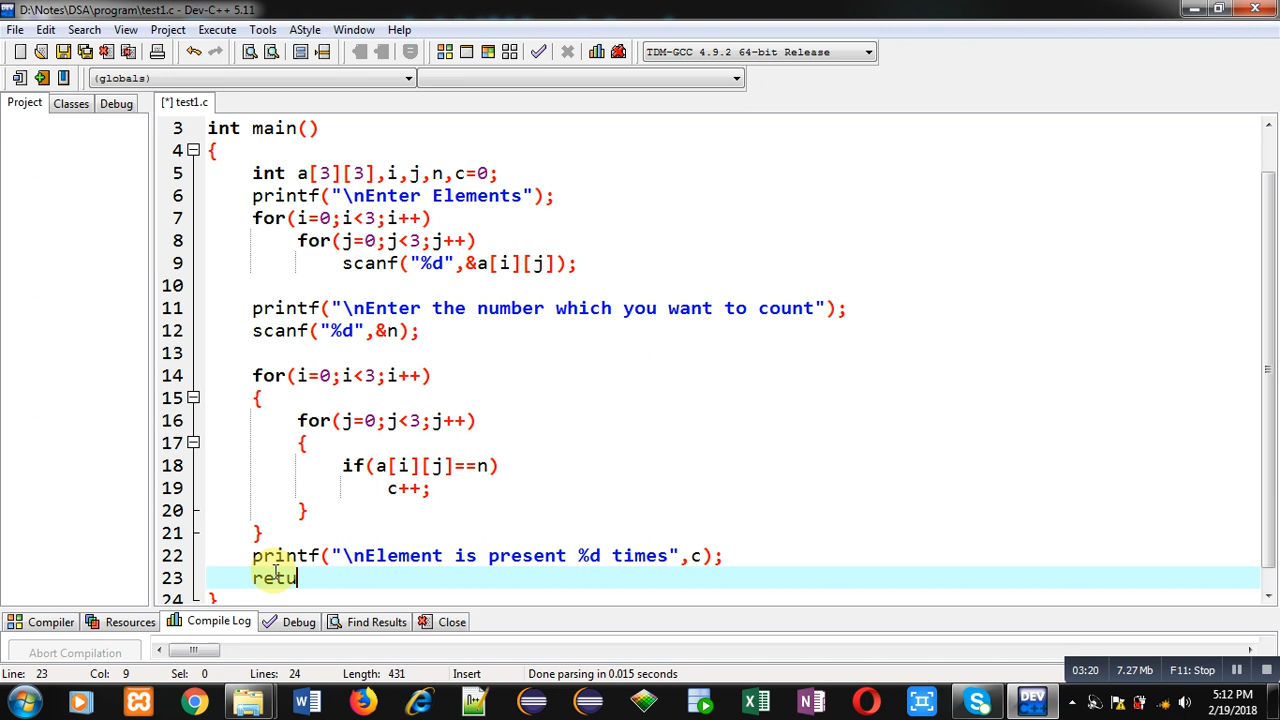 D:\Notes\DSA\program\test1.c - Dev-C++ 5.11
File Edit Search View Project Execute Tools AStyle Window Help
TDM-GCC 4.9.2 64-bit Release
(globals)
Project Classes Debug [*] test1.c
3 int main()
4 {
5 int a[3][3],i,j,n,c=0;
6 printf("\nEnter Elements");
7 for(i=0;i<3;i++)
8 for(j=0;j<3;j++)
9 scanf("%d",&a[i][j]);
10
11 printf("\nEnter the number which you want to count");
12 scanf("%d",&n);
13
14 for(i=0;i<3;i++)
15 {
16 for(j=0;j<3;j++)
17 {
18 if(a[i][j]==n)
19 c++;
20 }
21 }
22 printf("\nElement is present %d times",c);
23 retu
24 }
Compiler Resources Compile Log Debug Find Results Close
Abort Compilation
Line: 23 Col: 9 Sel: 0 Lines: 24 Length: 431 Insert Done parsing in 0.015 seconds
03:20 7.27 Mb F11: Stop
DEV
5:12 PM
2/19/2018